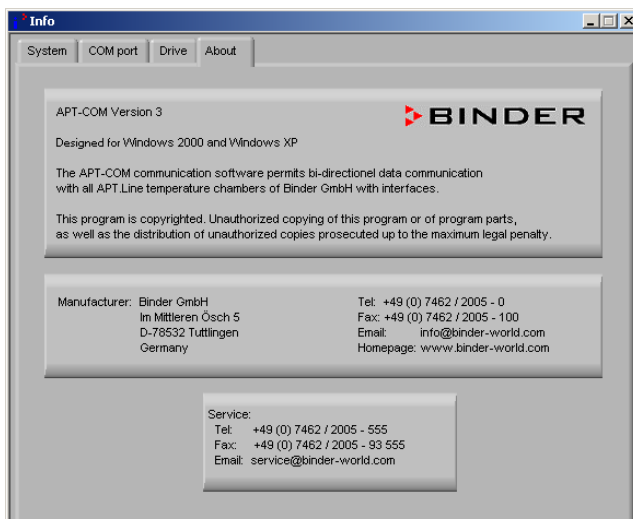 Info
System COM port Drive About
APT-COM Version 3
BINDER
Designed for Windows 2000 and Windows XP
The APT-COM communication software permits bi-directionel data communication
with all APT.Line temperature chambers of Binder GmbH with interfaces.
This program is copyrighted. Unauthorized copying of this program or of program parts,
as well as the distribution of unauthorized copies prosecuted up to the maximum legal penalty.
Manufacturer: Binder GmbH
Im Mittleren Ösch 5
D-78532 Tuttlingen
Germany
Tel: +49 (0) 7462 / 2005 - 0
Fax: +49 (0) 7462 / 2005 - 100
Email: info@binder-world.com
Homepage: www.binder-world.com
Service:
Tel: +49 (0) 7462 / 2005 - 555
Fax: +49 (0) 7462 / 2005 - 93 555
Email: service@binder-world.com